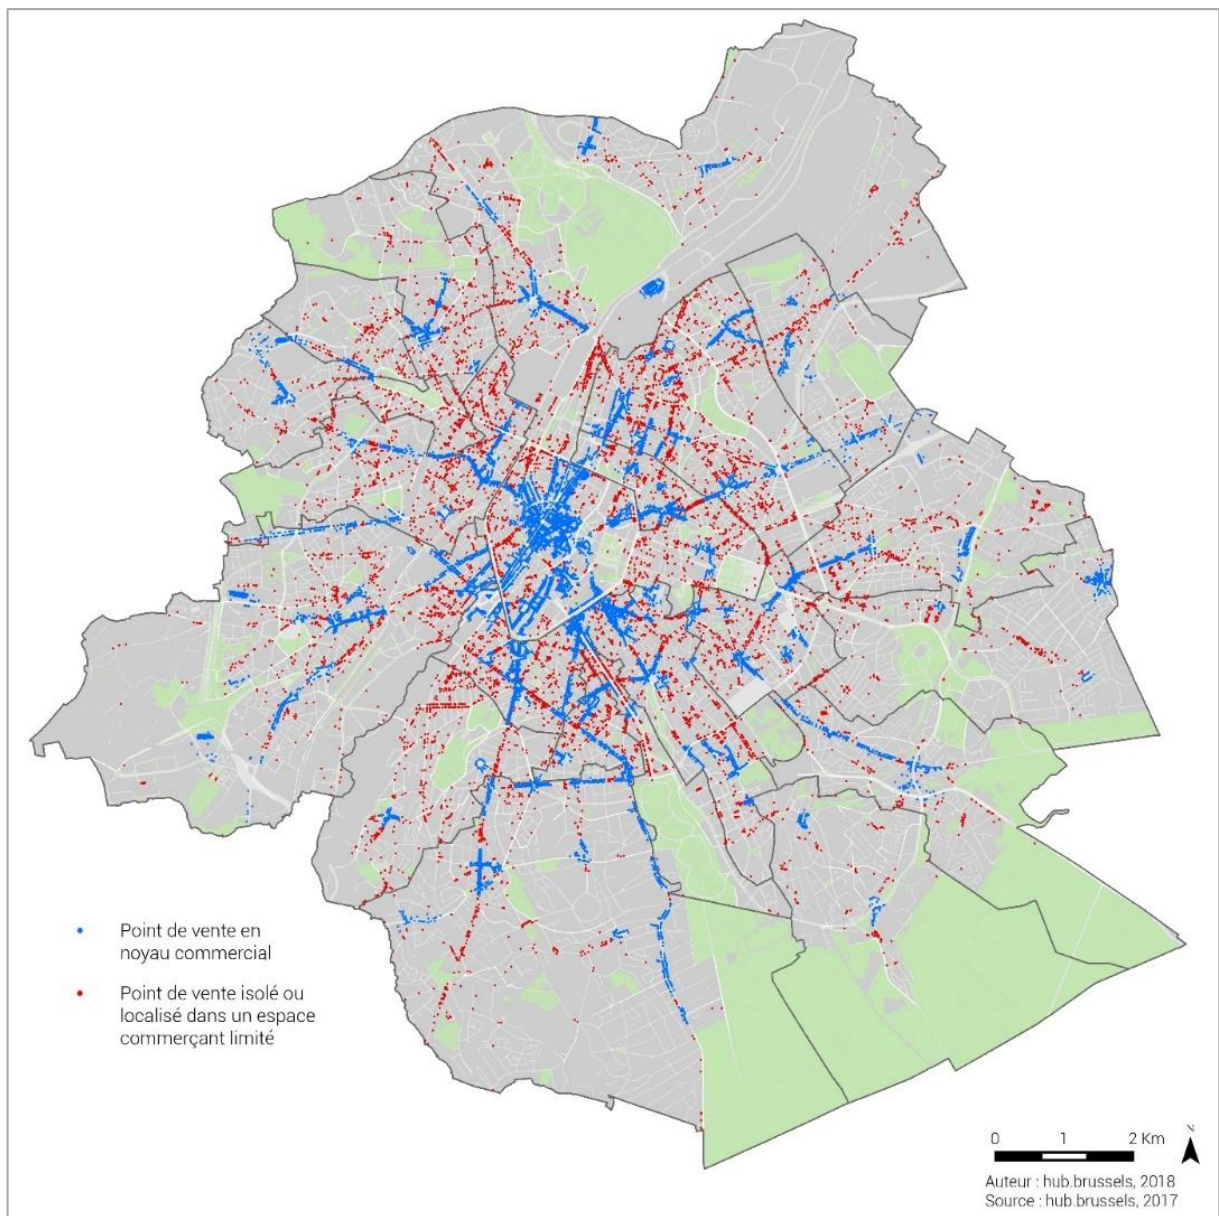 Point de vente en
noyau commercial
Point de vente isolé ou
localisé dans un espace
commerçant limité
N
0 1 2 Km
Auteur : hub.brussels, 2018
Source : hub.brussels, 2017